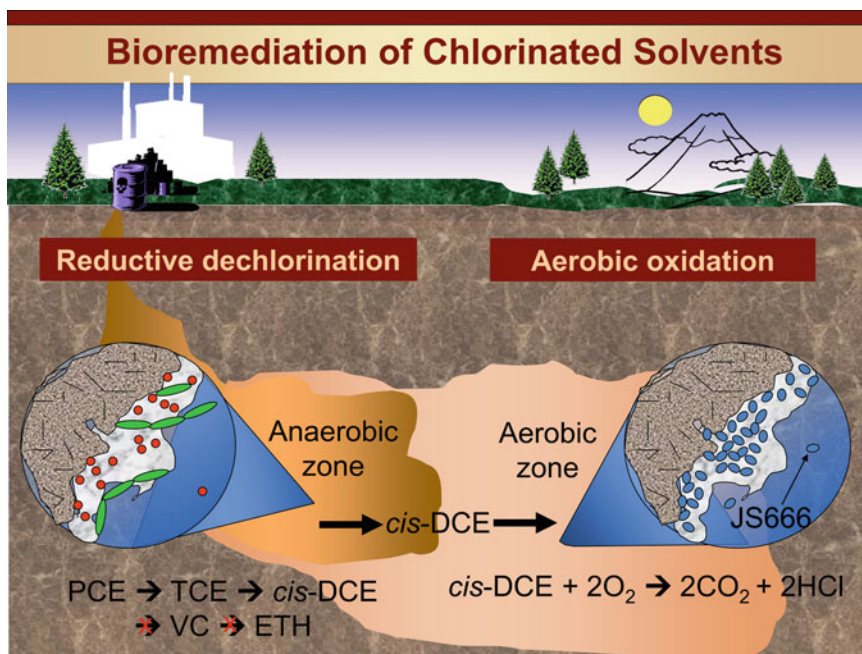 Bioremediation of Chlorinated Solvents
Reductive dechlorination
Aerobic oxidation
Anaerobic
zone
Aerobic
zone
JS666
cis-DCE
PCE → TCE → cis-DCE
→ VC → ETH
cis-DCE + 2O₂ → 2CO₂ + 2HCl